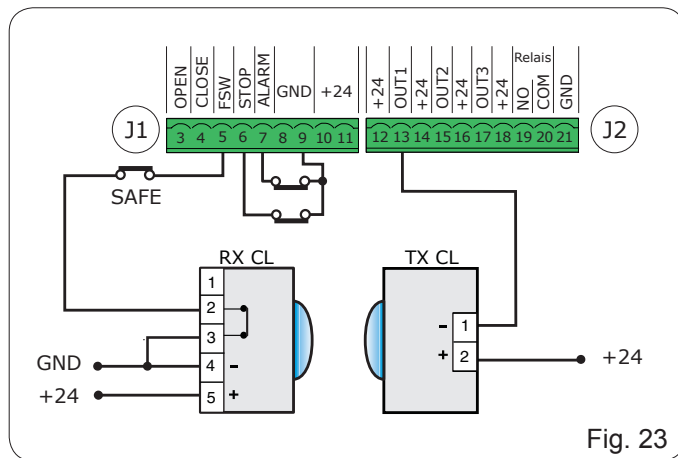 OPEN CLOSE FSW STOP ALARM GND +24
+24 OUT1 +24 OUT2 +24 OUT3 +24 Relais NO COM GND
J1 3 4 5 6 7 8 9 10 11
12 13 14 15 16 17 18 19 20 21 J2
SAFE
RX CL
1
2
3
GND 4 -
+24 5 +
TX CL
- 1
+ 2 +24
Fig. 23